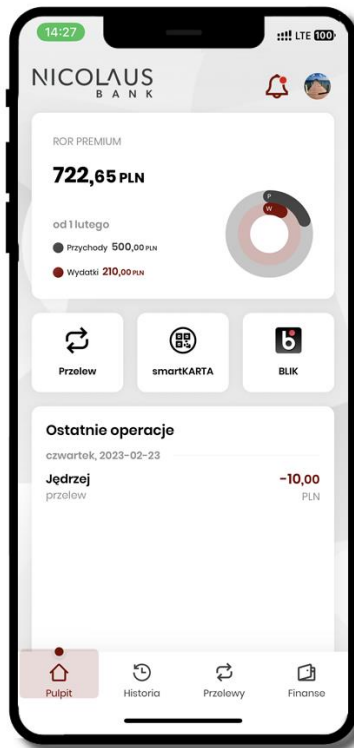 14:27
LTE 100
NICOLAUS
BANK
ROR PREMIUM
722,65 PLN
od 1 lutego
P
W
Przychody 500,00 PLN
Wydatki 210,00 PLN
Przelew
smartKARTA
BLIK
b
Ostatnie operacje
czwartek, 2023-02-23
Jędrzej -10,00
przelew PLN
Pulpit
Historia
Przelewy
Finanse